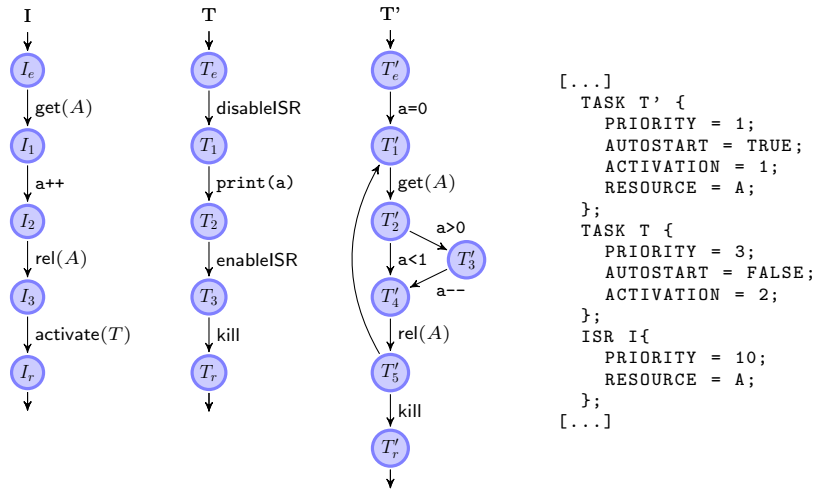 I
I_e
get(A)
I_1
a++
I_2
rel(A)
I_3
activate(T)
I_r
T
T_e
disableISR
T_1
print(a)
T_2
enableISR
T_3
kill
T_r
T'
T'_e
a=0
T'_1
get(A)
T'_2
a>0
a<1
T'_3
a--
T'_4
rel(A)
T'_5
kill
T'_r
[...]
TASK T' {
PRIORITY = 1;
AUTOSTART = TRUE;
ACTIVATION = 1;
RESOURCE = A;
};
TASK T {
PRIORITY = 3;
AUTOSTART = FALSE;
ACTIVATION = 2;
};
ISR I{
PRIORITY = 10;
RESOURCE = A;
};
[...]